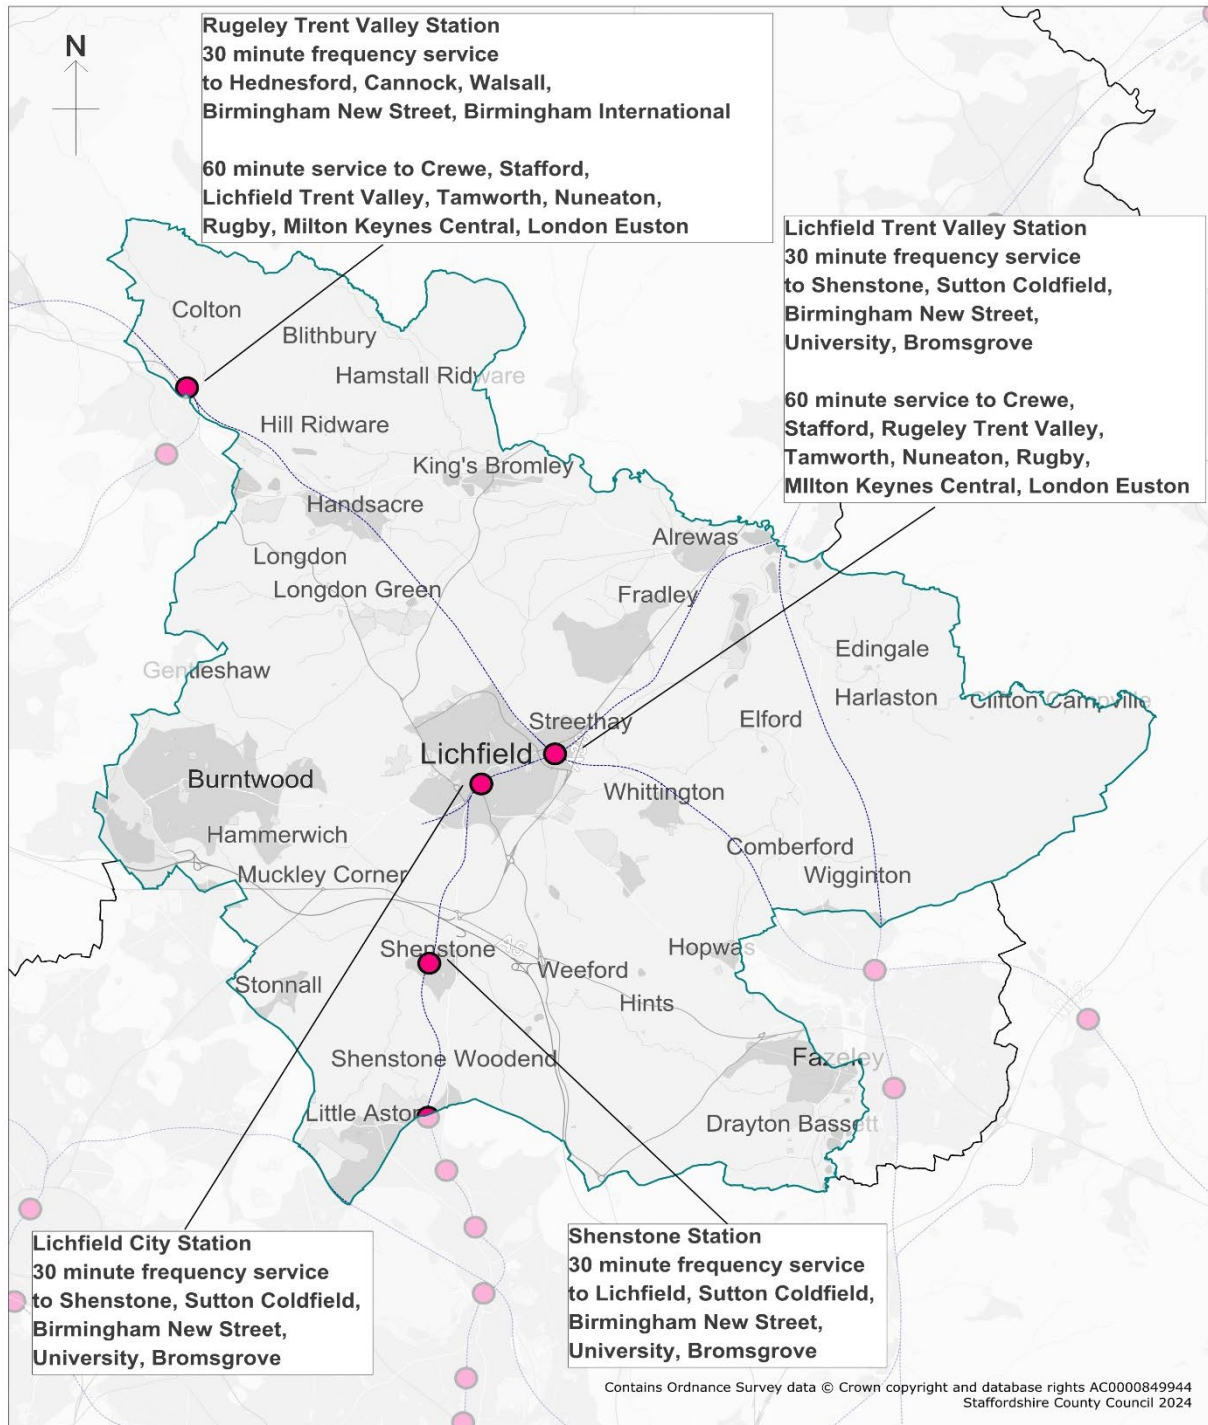 Rugeley Trent Valley Station
30 minute frequency service
to Hednesford, Cannock, Walsall,
Birmingham New Street, Birmingham International
60 minute service to Crewe, Stafford,
Lichfield Trent Valley, Tamworth, Nuneaton,
Rugby, Milton Keynes Central, London Euston
N
Lichfield Trent Valley Station
30 minute frequency service
to Shenstone, Sutton Coldfield,
Birmingham New Street,
University, Bromsgrove
60 minute service to Crewe,
Stafford, Rugeley Trent Valley,
Tamworth, Nuneaton, Rugby,
MIlton Keynes Central, London Euston
Colton
Blithbury
Hamstall Ridware
Hill Ridware
King's Bromley
Handsacre
Alrewas
Longdon
Longdon Green
Fradley
Edingale
Gentleshaw
Harlaston
Clifton Campville
Streethay
Elford
Lichfield
Burntwood
Whittington
Hammerwich
Comberford
Muckley Corner
Wigginton
Shenstone
Hopwas
Weeford
Stonnall
Hints
Shenstone Woodend
Fazeley
Little Aston
Drayton Bassett
Lichfield City Station
30 minute frequency service
to Shenstone, Sutton Coldfield,
Birmingham New Street,
University, Bromsgrove
Shenstone Station
30 minute frequency service
to Lichfield, Sutton Coldfield,
Birmingham New Street,
University, Bromsgrove
Contains Ordnance Survey data © Crown copyright and database rights AC0000849944
Staffordshire County Council 2024